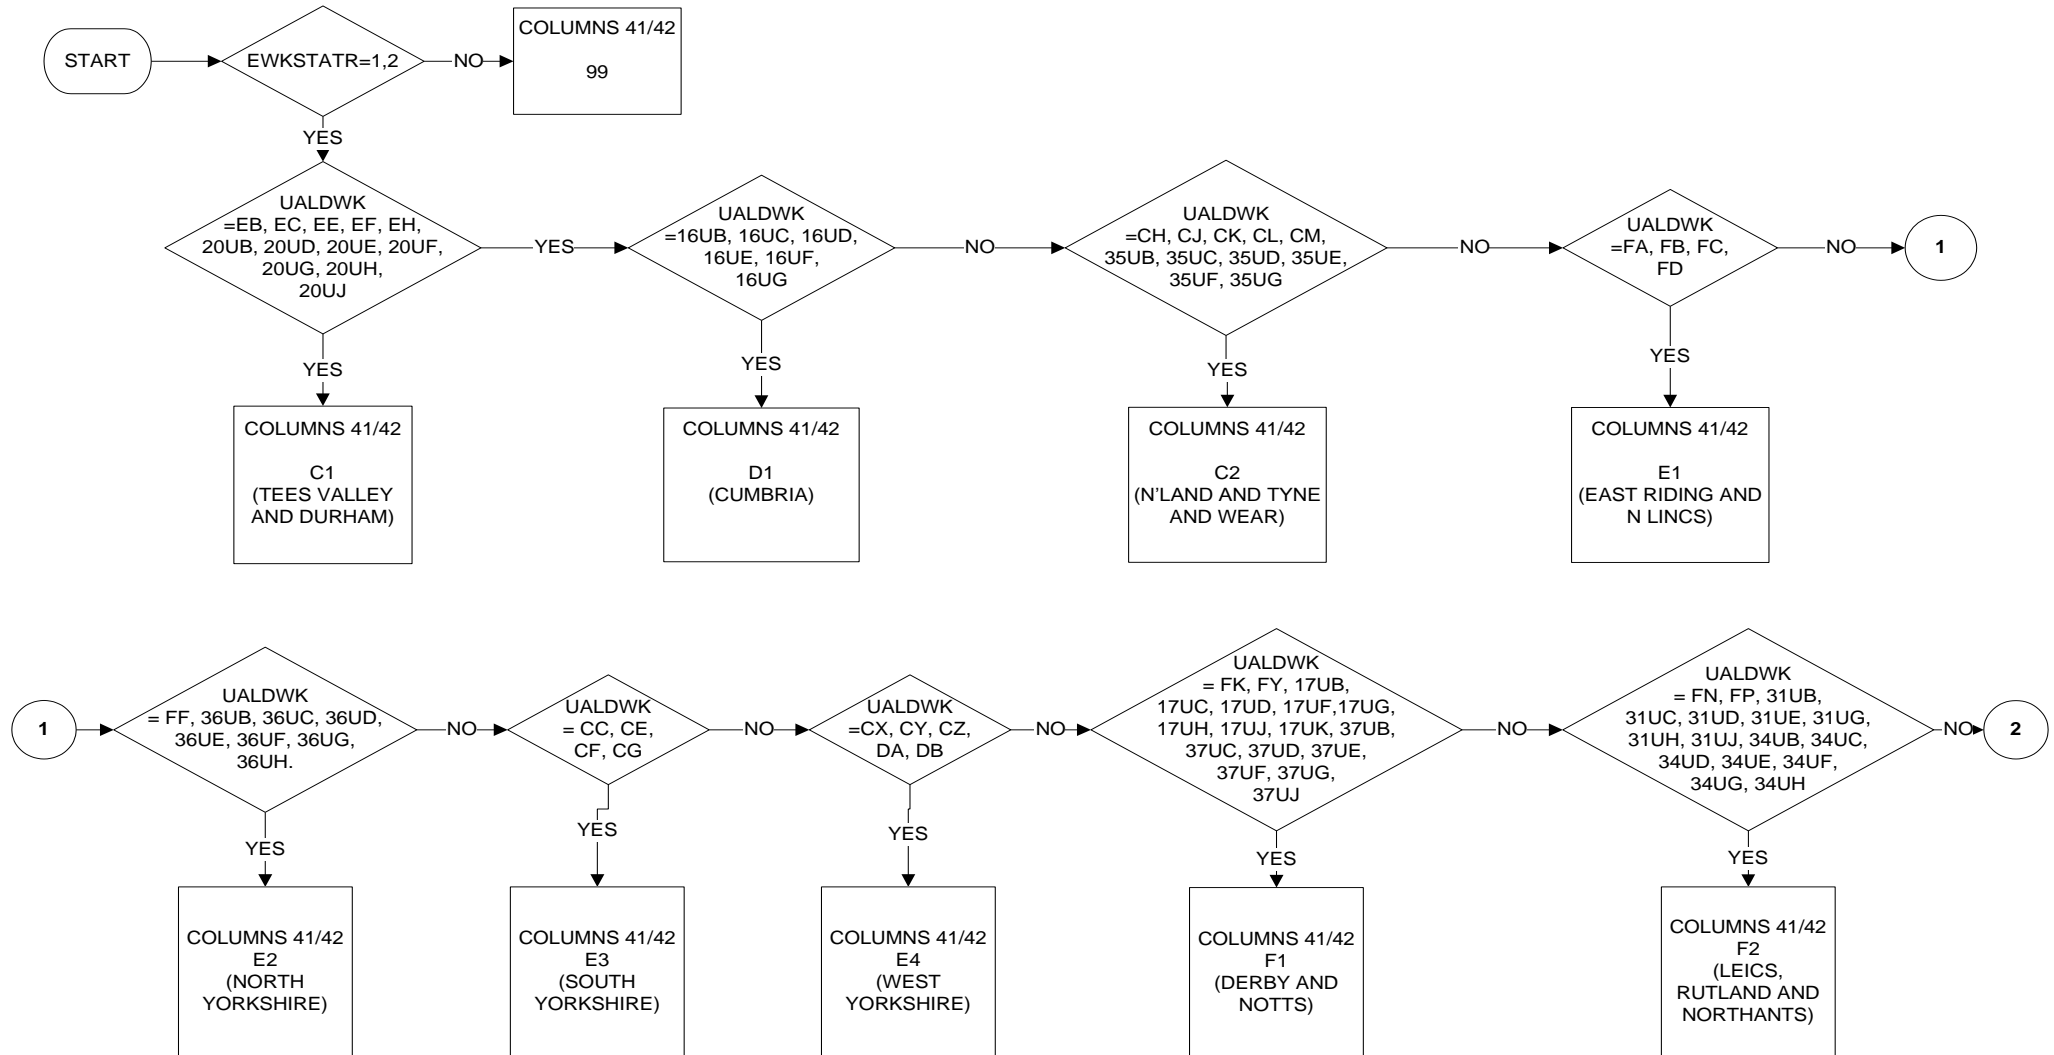 START
EWKSTATR=1,2
NO
COLUMNS 41/42
99
YES
UALDWK
=EB, EC, EE, EF, EH,
20UB, 20UD, 20UE, 20UF,
20UG, 20UH,
20UJ
YES
UALDWK
=16UB, 16UC, 16UD,
16UE, 16UF,
16UG
NO
UALDWK
=CH, CJ, CK, CL, CM,
35UB, 35UC, 35UD, 35UE,
35UF, 35UG
NO
UALDWK
=FA, FB, FC,
FD
NO
1
YES
YES
YES
YES
COLUMNS 41/42
C1
(TEES VALLEY
AND DURHAM)
COLUMNS 41/42
D1
(CUMBRIA)
COLUMNS 41/42
C2
(N’LAND AND TYNE
AND WEAR)
COLUMNS 41/42
E1
(EAST RIDING AND
N LINCS)
1
UALDWK
= FF, 36UB, 36UC, 36UD,
36UE, 36UF, 36UG,
36UH.
NO
UALDWK
= CC, CE,
CF, CG
NO
UALDWK
=CX, CY, CZ,
DA, DB
NO
UALDWK
= FK, FY, 17UB,
17UC, 17UD, 17UF,17UG,
17UH, 17UJ, 17UK, 37UB,
37UC, 37UD, 37UE,
37UF, 37UG,
37UJ
NO
UALDWK
= FN, FP, 31UB,
31UC, 31UD, 31UE, 31UG,
31UH, 31UJ, 34UB, 34UC,
34UD, 34UE, 34UF,
34UG, 34UH
NO
2
YES
YES
YES
YES
YES
COLUMNS 41/42
E2
(NORTH
YORKSHIRE)
COLUMNS 41/42
E3
(SOUTH
YORKSHIRE)
COLUMNS 41/42
E4
(WEST
YORKSHIRE)
COLUMNS 41/42
F1
(DERBY AND
NOTTS)
COLUMNS 41/42
F2
(LEICS,
RUTLAND AND
NORTHANTS)